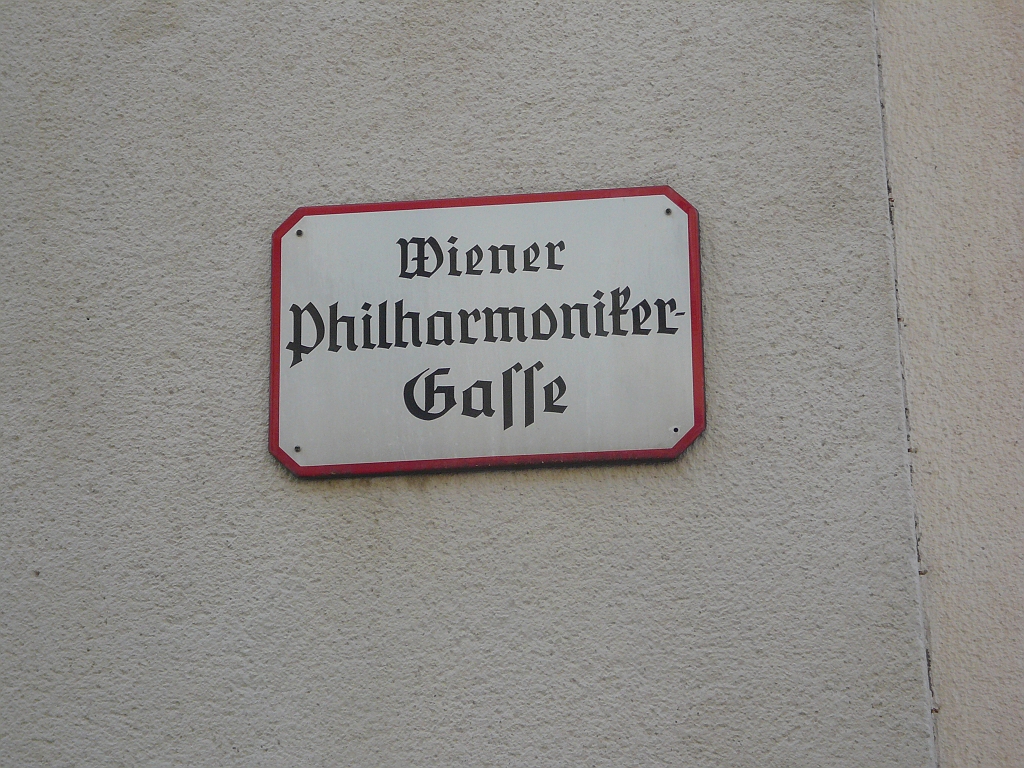 Wiener
Philharmoniker-
Gasse